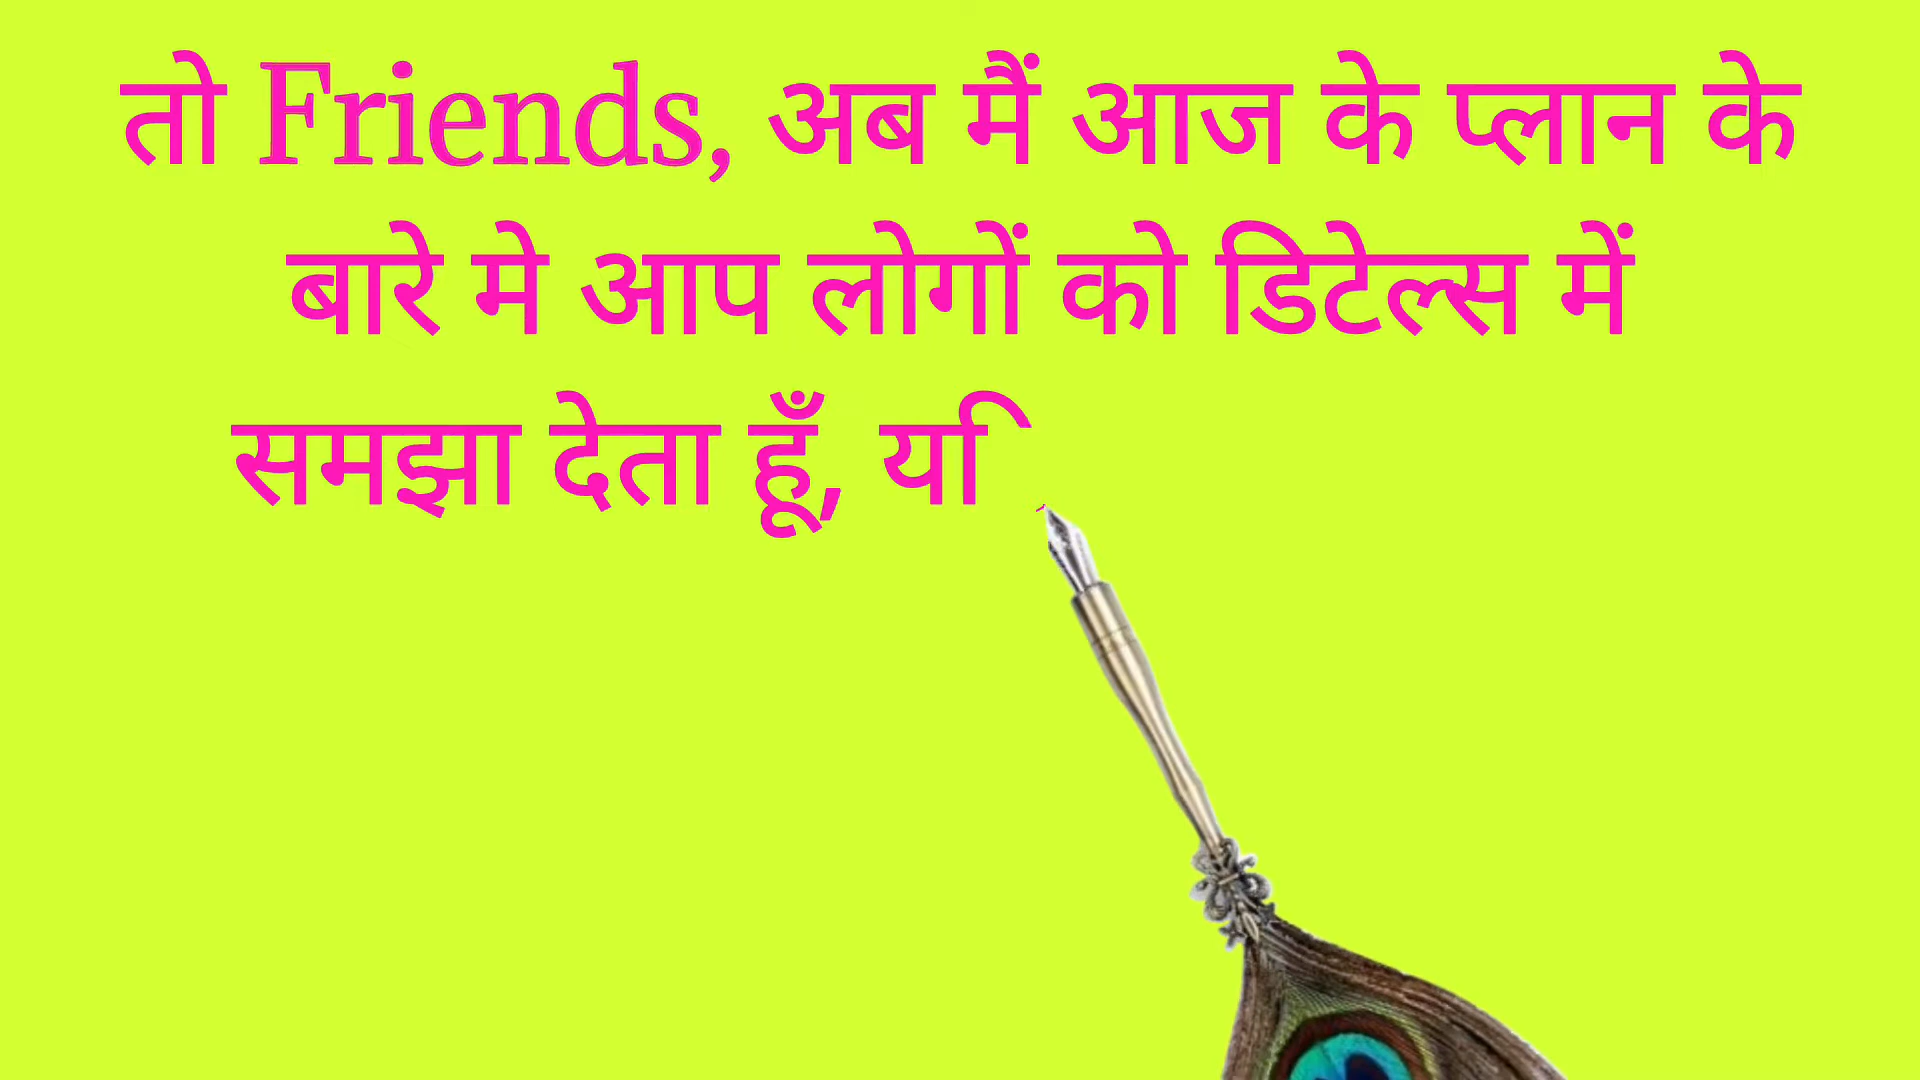 तो Friends, अब मैं आज के प्लान के
बारे मे आप लोगों को डिटेल्स में
समझा देता हूँ,